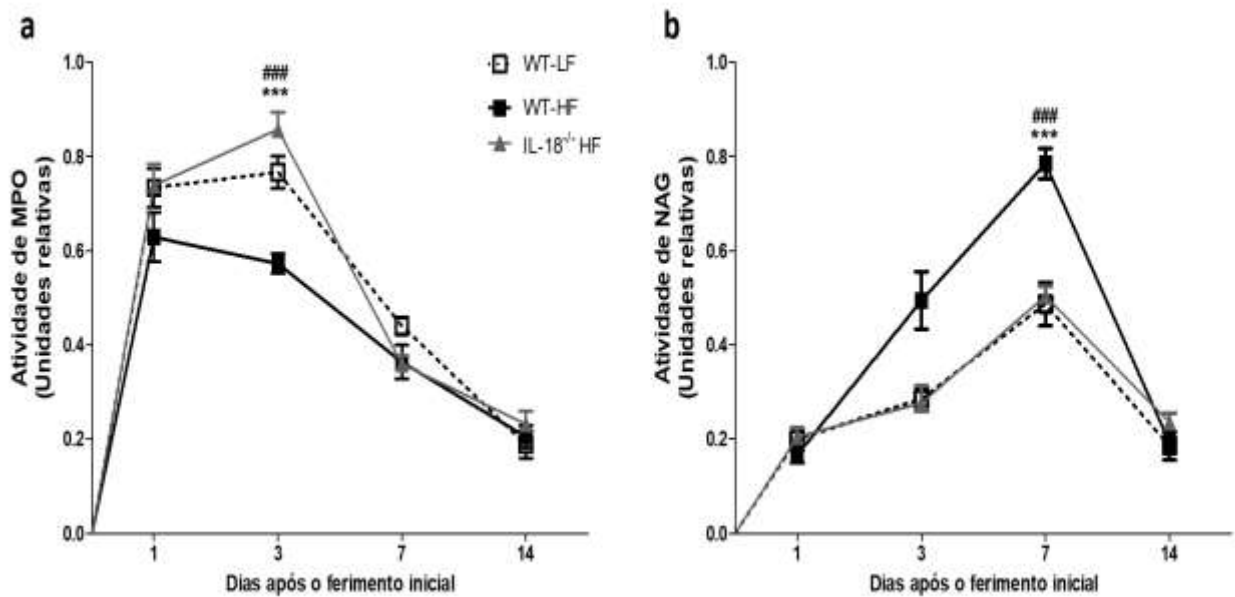 a
1.0
0.8
0.6
0.4
0.2
0.0
Atividade de MPO
(Unidades relativas)
###
***
WT-LF
WT-HF
IL-18-/- HF
1 3 7 14
Dias após o ferimento inicial
b
1.0
0.8
0.6
0.4
0.2
0.0
Atividade de NAG
(Unidades relativas)
###
***
1 3 7 14
Dias após o ferimento inicial